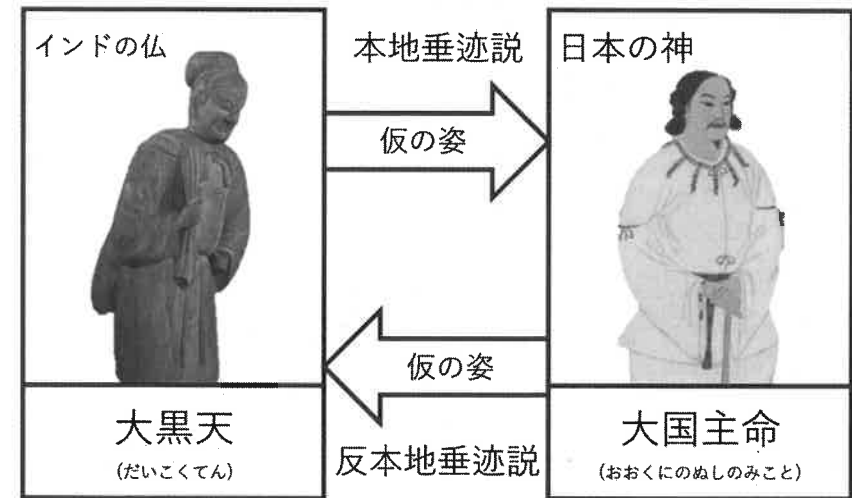 インドの仏
本地垂迹説
日本の神
仮の姿
仮の姿
反本地垂迹説
大黒天
(だいこくてん)
大国主命
(おおくにのぬしのみこと)